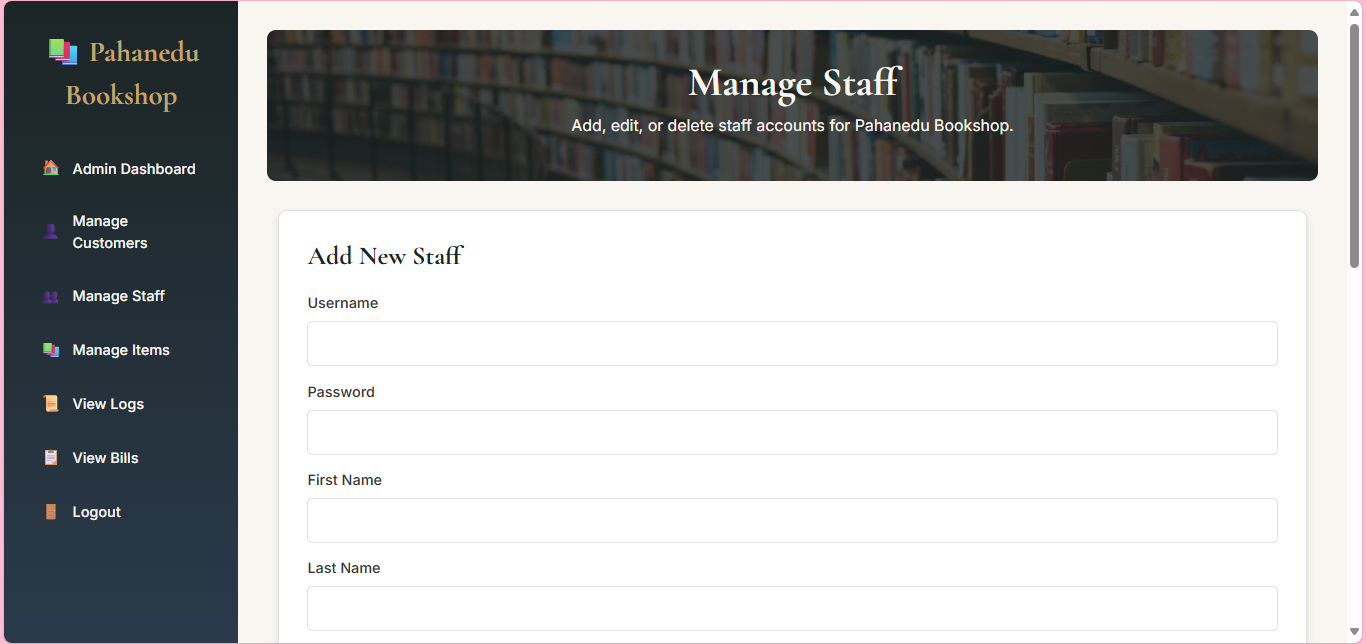 Pahanedu
Bookshop
Admin Dashboard
Manage
Customers
Manage Staff
Manage Items
View Logs
View Bills
Logout
Manage Staff
Add, edit, or delete staff accounts for Pahanedu Bookshop.
Add New Staff
Username
Password
First Name
Last Name